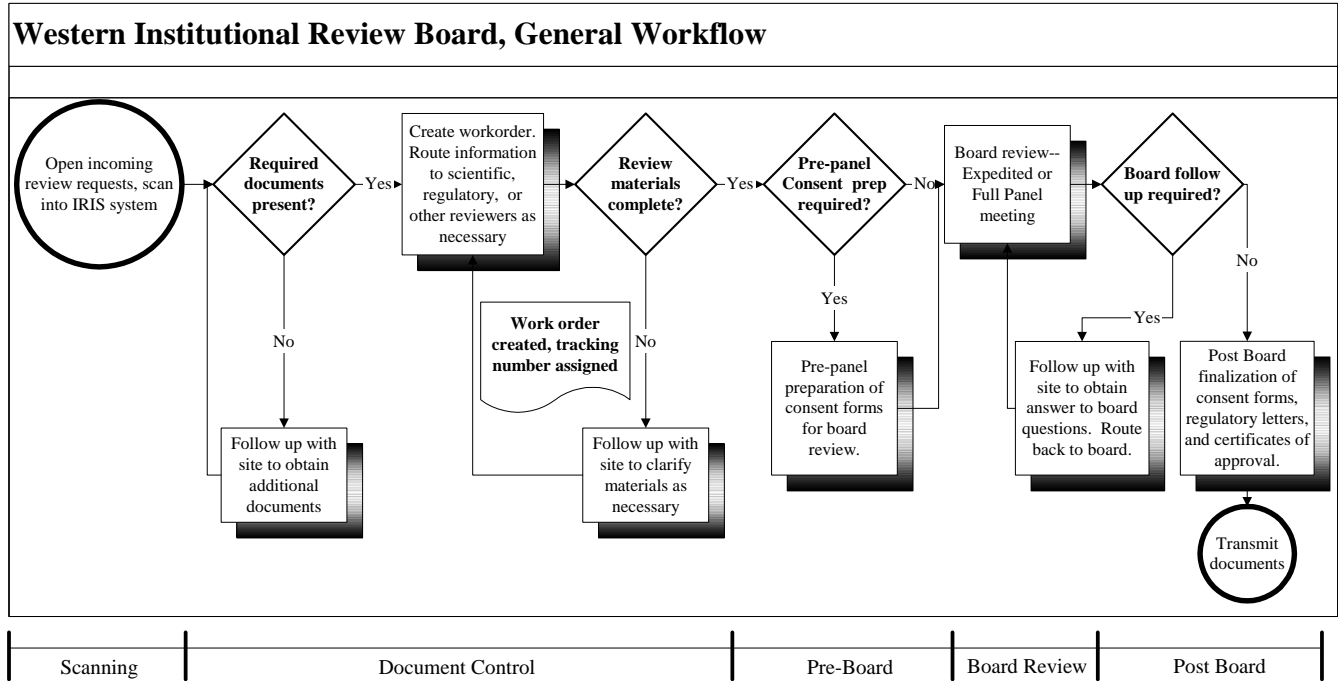 Western Institutional Review Board, General Workflow
Open incoming
review requests, scan
into IRIS system
Required
documents
present?
Yes
No
Follow up with
site to obtain
additional
documents
Create workorder.
Route information
to scientific,
regulatory, or
other reviewers as
necessary
Work order
created, tracking
number assigned
Review
materials
complete?
Yes
No
Follow up with
site to clarify
materials as
necessary
Pre-panel
Consent prep
required?
No
Yes
Pre-panel
preparation of
consent forms
for board
review.
Board review--
Expedited or
Full Panel
meeting
Board follow
up required?
Yes
No
Follow up with
site to obtain
answer to board
questions. Route
back to board.
Post Board
finalization of
consent forms,
regulatory letters,
and certificates of
approval.
Transmit
documents
Scanning
Document Control
Pre-Board
Board Review
Post Board